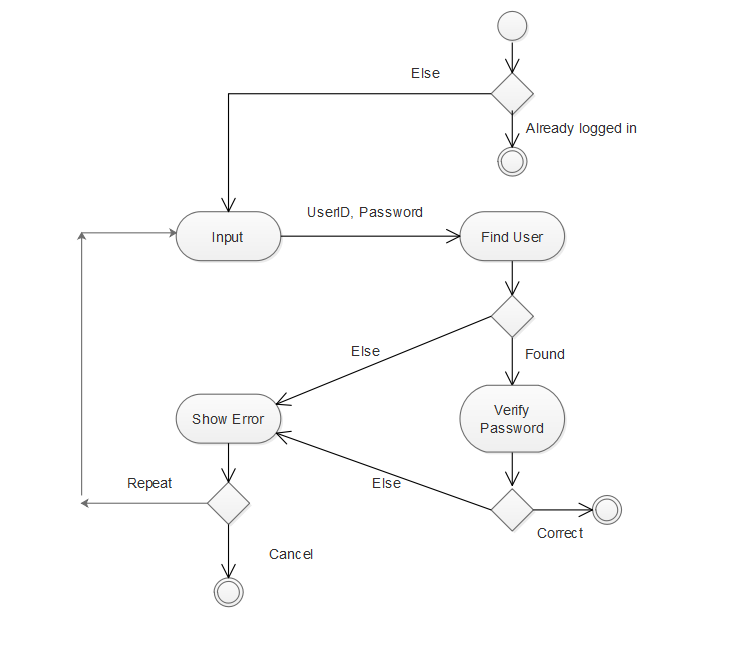 Else
Already logged in
UserID, Password
Input
Find User
Else
Found
Show Error
Verify
Password
Repeat
Else
Correct
Cancel